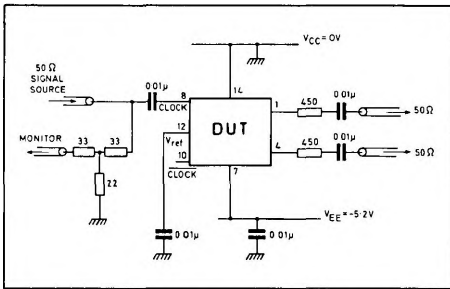 VCC=0V
50Ω
SIGNAL
SOURCE
0·01µ
8
CLOCK
14
1
450
0·01µ
50Ω
MONITOR
33
33
12
Vref
DUT
0·01µ
10
CLOCK
4
450
50Ω
22
7
VEE=-5·2V
0·01µ
0·01µ